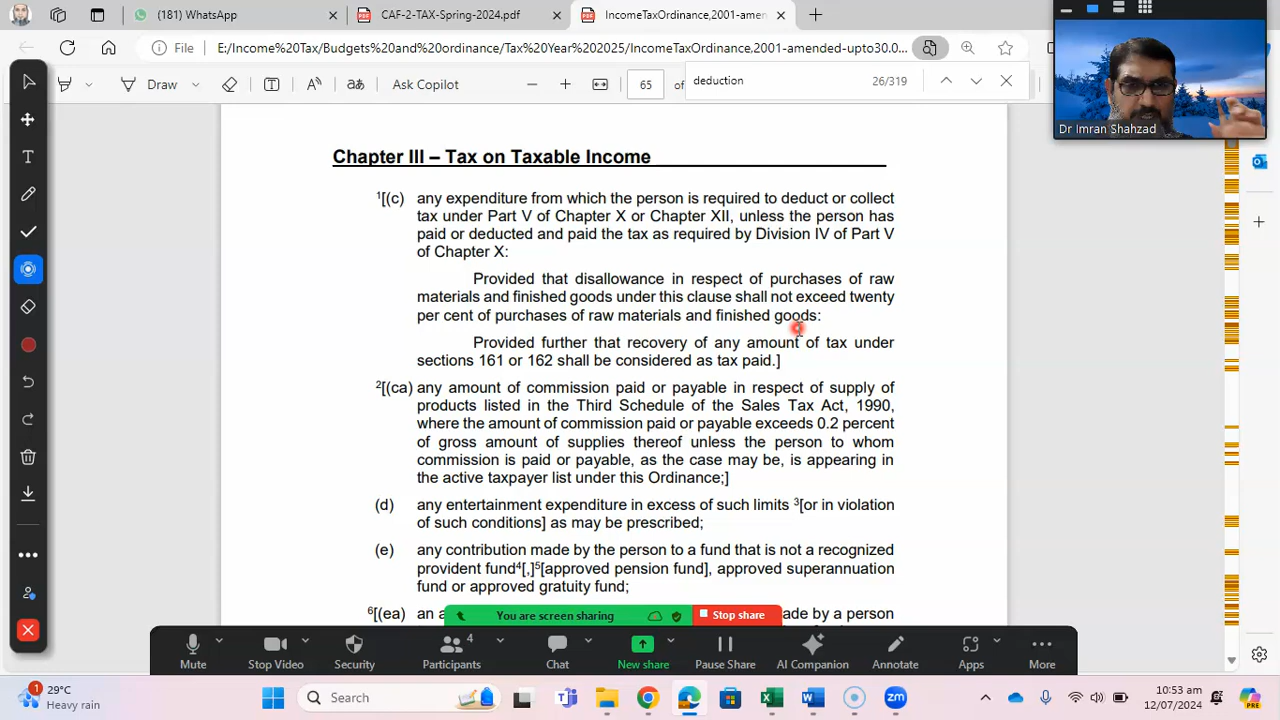 (181) WhatsApp
CAF-2-TAX-Spring-2024.pdf
IncomeTaxOrdinance,2001-amen
File
E:/Income%20Tax/Budgets%20and%20ordinance/Tax%20Year%202025/IncomeTaxOrdinance,2001-amended-upto30.0...
Draw
Ask Copilot
65
of
deduction
26/319
Dr Imran Shahzad
Chapter III – Tax on Taxable Income
1[(c) any expenditure from which the person is required to deduct or collect
tax under Part V of Chapter X or Chapter XII, unless the person has
paid or deducted and paid the tax as required by Division IV of Part V
of Chapter X:
Provided that disallowance in respect of purchases of raw
materials and finished goods under this clause shall not exceed twenty
per cent of purchases of raw materials and finished goods:
Provided further that recovery of any amount of tax under
sections 161 or 162 shall be considered as tax paid.]
2[(ca) any amount of commission paid or payable in respect of supply of
products listed in the Third Schedule of the Sales Tax Act, 1990,
where the amount of commission paid or payable exceeds 0.2 percent
of gross amount of supplies thereof unless the person to whom
commission is paid or payable, as the case may be, is appearing in
the active taxpayer list under this Ordinance;]
(d) any entertainment expenditure in excess of such limits 3[or in violation
of such conditions] as may be prescribed;
(e) any contribution made by the person to a fund that is not a recognized
provident fund4[,]5[approved pension fund], approved superannuation
fund or approved gratuity fund;
6[(ea) an a
ade by a person
You are screen sharing
Stop share
Mute
Stop Video
Security
4
Participants
Chat
New share
Pause Share
AI Companion
Annotate
Apps
More
1
29°C
Heavy rain
Search
10:53 am
12/07/2024